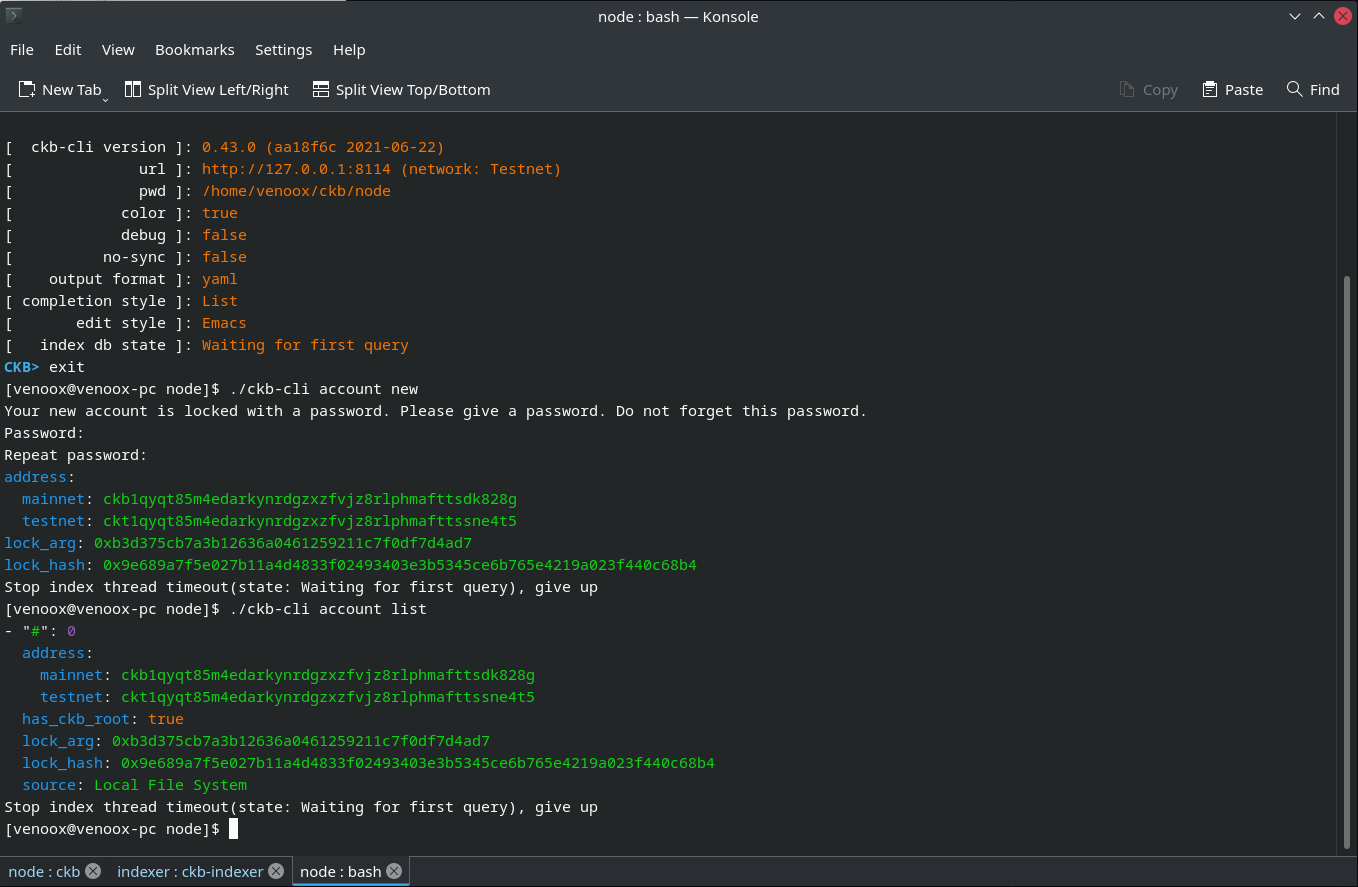 node : bash — Konsole
File Edit View Bookmarks Settings Help
New Tab Split View Left/Right Split View Top/Bottom Copy Paste Find
[  ckb-cli version ]: 0.43.0 (aa18f6c 2021-06-22)
[              url ]: http://127.0.0.1:8114 (network: Testnet)
[              pwd ]: /home/venoox/ckb/node
[            color ]: true
[            debug ]: false
[          no-sync ]: false
[    output format ]: yaml
[ completion style ]: List
[       edit style ]: Emacs
[   index db state ]: Waiting for first query
CKB> exit
[venoox@venoox-pc node]$ ./ckb-cli account new
Your new account is locked with a password. Please give a password. Do not forget this password.
Password:
Repeat password:
address:
  mainnet: ckb1qyqt85m4edarkynrdgzxzfvjz8rlphmafttsdk828g
  testnet: ckt1qyqt85m4edarkynrdgzxzfvjz8rlphmafttssne4t5
lock_arg: 0xb3d375cb7a3b12636a0461259211c7f0df7d4ad7
lock_hash: 0x9e689a7f5e027b11a4d4833f02493403e3b5345ce6b765e4219a023f440c68b4
Stop index thread timeout(state: Waiting for first query), give up
[venoox@venoox-pc node]$ ./ckb-cli account list
- "#": 0
  address:
    mainnet: ckb1qyqt85m4edarkynrdgzxzfvjz8rlphmafttsdk828g
    testnet: ckt1qyqt85m4edarkynrdgzxzfvjz8rlphmafttssne4t5
  has_ckb_root: true
  lock_arg: 0xb3d375cb7a3b12636a0461259211c7f0df7d4ad7
  lock_hash: 0x9e689a7f5e027b11a4d4833f02493403e3b5345ce6b765e4219a023f440c68b4
  source: Local File System
Stop index thread timeout(state: Waiting for first query), give up
[venoox@venoox-pc node]$
node : ckb indexer : ckb-indexer node : bash